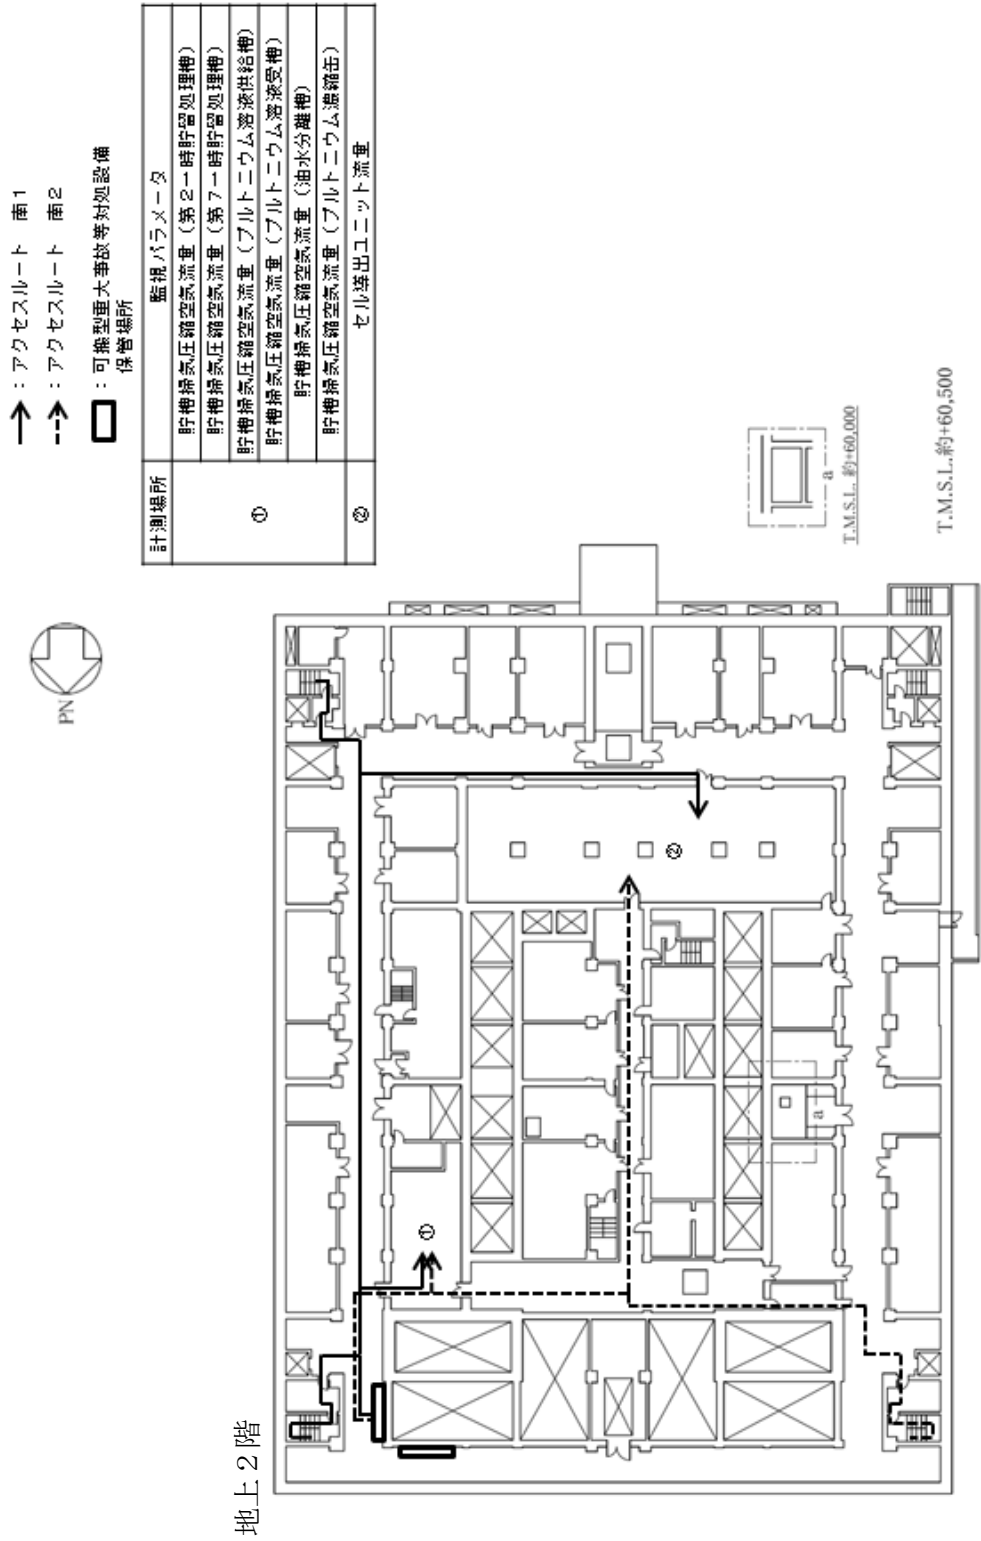 地上２階
PN
→：アクセスルート　南１
⇢：アクセスルート　南２
：可搬型重大事故等対処設備
保管場所
計測場所　監視パラメータ
①
貯槽掃気圧縮空気流量（第２一時貯留処理槽）
貯槽掃気圧縮空気流量（第７一時貯留処理槽）
貯槽掃気圧縮空気流量（プルトニウム溶液供給槽）
貯槽掃気圧縮空気流量（プルトニウム溶液受槽）
貯槽掃気圧縮空気流量（油水分離槽）
貯槽掃気圧縮空気流量（プルトニウム濃縮缶）
②　セル導出ユニット流量
①
②
a
a
T.M.S.L. 約+60,000
T.M.S.L.約+60,500